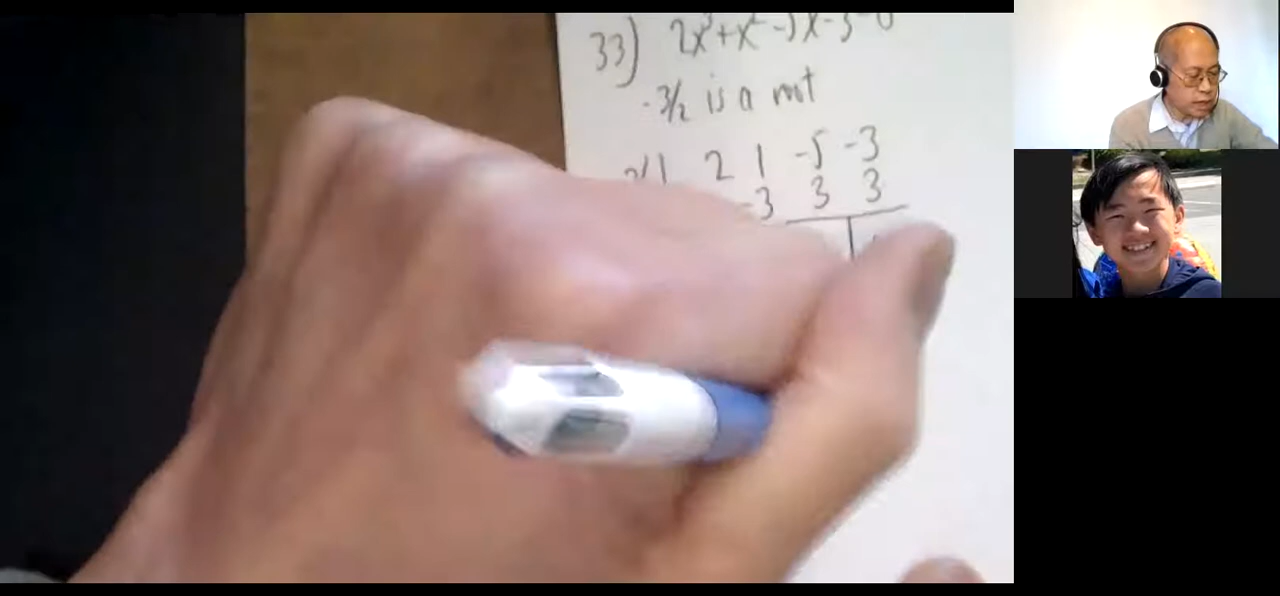 33) 2x³+x²-5x-3=0
-3/2 is a root
2 1 -5 -3
-3 3 3